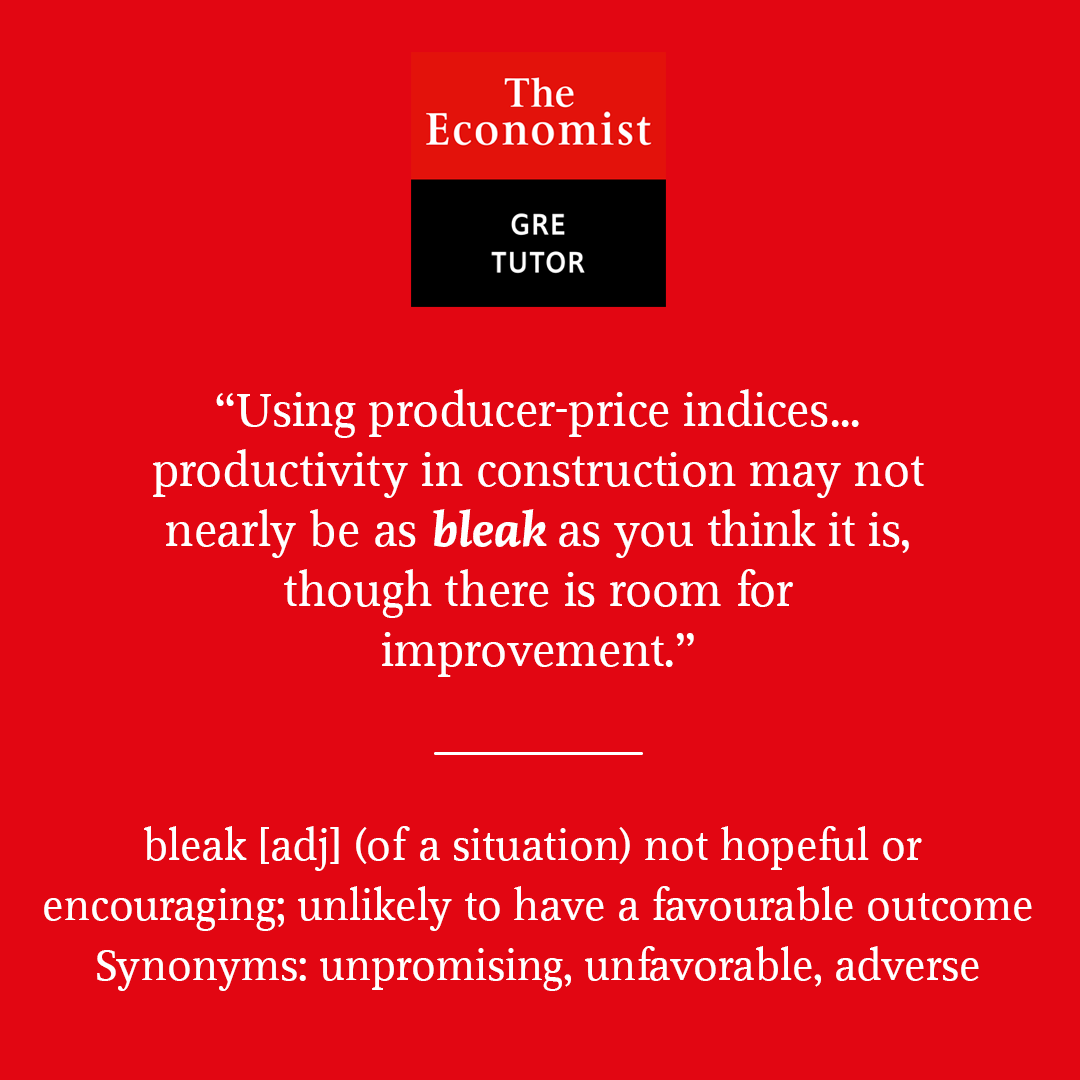 The
Economist
GRE
TUTOR
“Using producer-price indices...
productivity in construction may not
nearly be as bleak as you think it is,
though there is room for
improvement.”
bleak [adj] (of a situation) not hopeful or
encouraging; unlikely to have a favourable outcome
Synonyms: unpromising, unfavorable, adverse